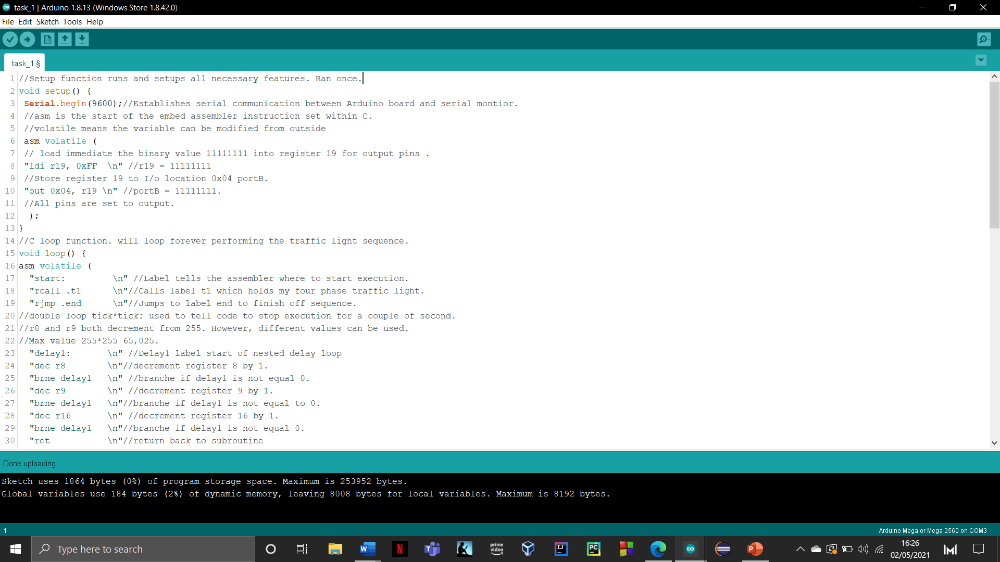 task_1 | Arduino 1.8.13 (Windows Store 1.8.42.0)
File Edit Sketch Tools Help
task_1 §
1 //Setup function runs and setups all necessary features. Ran once.
2 void setup() {
3 Serial.begin(9600);//Establishes serial communication between Arduino board and serial montior.
4 //asm is the start of the embed assembler instruction set within C.
5 //volatile means the variable can be modified from outside
6 asm volatile (
7 // load immediate the binary value 11111111 into register 19 for output pins .
8 "ldi r19, 0xFF  \n" //r19 = 11111111
9 //Store register 19 to I/o location 0x04 portB.
10 "out 0x04, r19 \n" //portB = 11111111.
11 //All pins are set to output.
12 );
13 }
14 //C loop function. will loop forever performing the traffic light sequence.
15 void loop() {
16 asm volatile (
17 "start:         \n" //Label tells the assembler where to start execution.
18 "rcall .t1      \n"//Calls label t1 which holds my four phase traffic light.
19 "rjmp .end      \n"//Jumps to label end to finish off sequence.
20 //double loop tick*tick: used to tell code to stop execution for a couple of second.
21 //r8 and r9 both decrement from 255. However, different values can be used.
22 //Max value 255*255 65,025.
23 "delay1:       \n" //Delay1 label start of nested delay loop
24 "dec r8        \n"//decrement register 8 by 1.
25 "brne delay1   \n" //branche if delay1 is not equal 0.
26 "dec r9        \n" //decrement register 9 by 1.
27 "brne delay1   \n"//branche if delay1 is not equal to 0.
28 "dec r16       \n" //decrement register 16 by 1.
29 "brne delay1   \n"//branche if delay1 is not equal 0.
30 "ret           \n"//return back to subroutine
Done uploading.
Sketch uses 1864 bytes (0%) of program storage space. Maximum is 253952 bytes.
Global variables use 184 bytes (2%) of dynamic memory, leaving 8008 bytes for local variables. Maximum is 8192 bytes.
1
Arduino Mega or Mega 2560 on COM3
Type here to search
prime video
16:26
02/05/2021